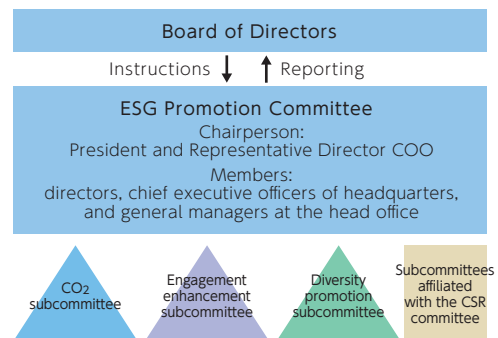 Board of Directors
Instructions ↓ ↑ Reporting
ESG Promotion Committee
Chairperson:
President and Representative Director COO
Members:
directors, chief executive officers of headquarters,
and general managers at the head office
CO2
subcommittee
Engagement
enhancement
subcommittee
Diversity
promotion
subcommittee
Subcommittees
affiliated
with the CSR
committee